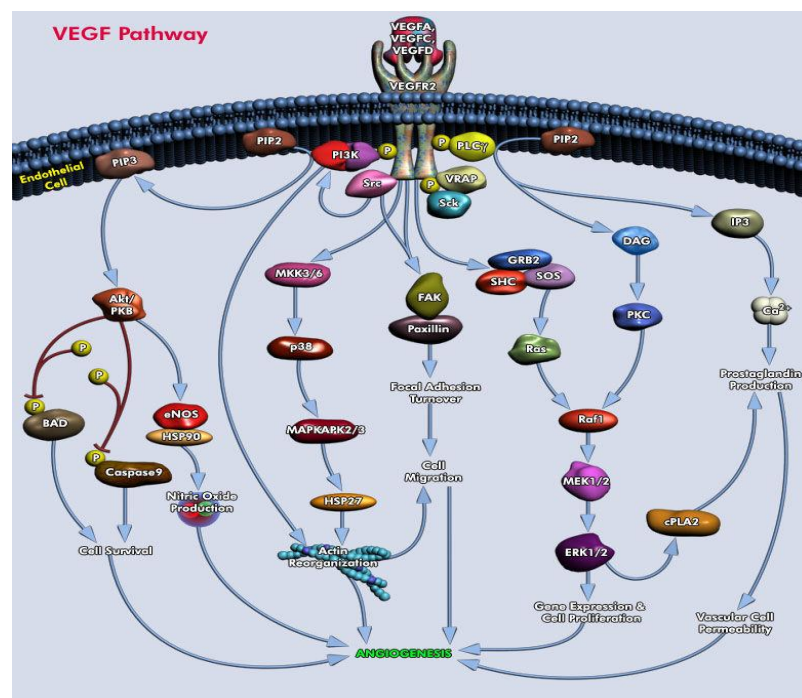 VEGF Pathway
VEGFA,
VEGFC,
VEGFD
VEGFR2
PIP2
PI3K
P
P
PLCγ
PIP2
PIP3
Endothelial
Cell
Src
P
VRAP
Sck
IP3
DAG
GRB2
SHC
SOS
MKK3/6
FAK
Paxillin
Akt/
PKB
Ca2+
PKC
p38
Ras
P
P
P
BAD
eNOS
HSP90
Focal Adhesion
Turnover
Prostaglandin
Production
Raf1
MAPKAPK2/3
P
Caspase9
Cell
Migration
MEK1/2
Nitric Oxide
Production
HSP27
cPLA2
Cell Survival
Actin
Reorganization
ERK1/2
Gene Expression &
Cell Proliferation
Vascular Cell
Permeability
ANGIOGENESIS